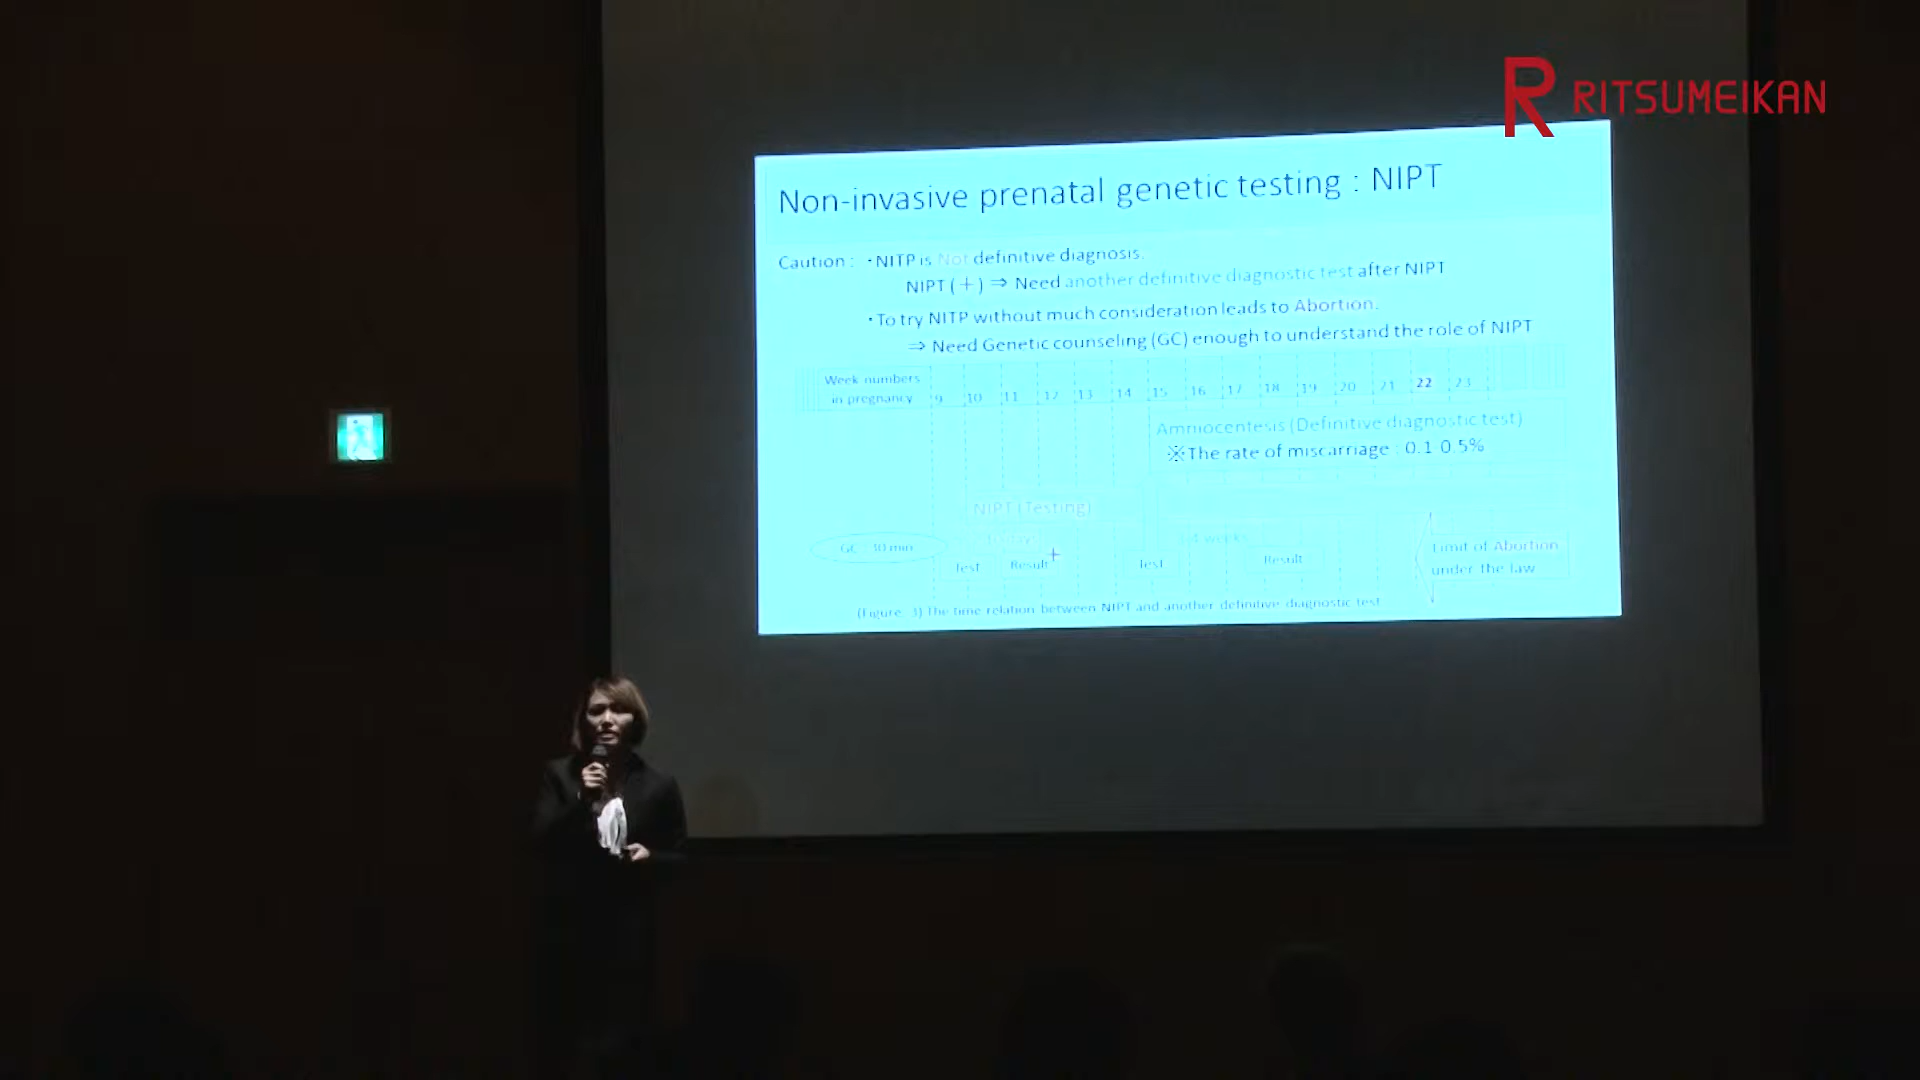 RITSUMEIKAN
Non-invasive prenatal genetic testing : NIPT
Caution : ・NITP is Not definitive diagnosis.
NIPT (+) ⇒ Need another definitive diagnostic test after NIPT
・To try NITP without much consideration leads to Abortion.
⇒ Need Genetic counseling (GC) enough to understand the role of NIPT
Week numbers
in pregnancy 9 10 11 12 13 14 15 16 17 18 19 20 21 22 23
Amniocentesis (Definitive diagnostic test)
※The rate of miscarriage : 0.1-0.5%
NIPT (Testing)
days weeks
GC 30 min
Test Result + Test Result
Limit of Abortion
under the law
(Figure. 3) The time relation between NIPT and another definitive diagnostic test